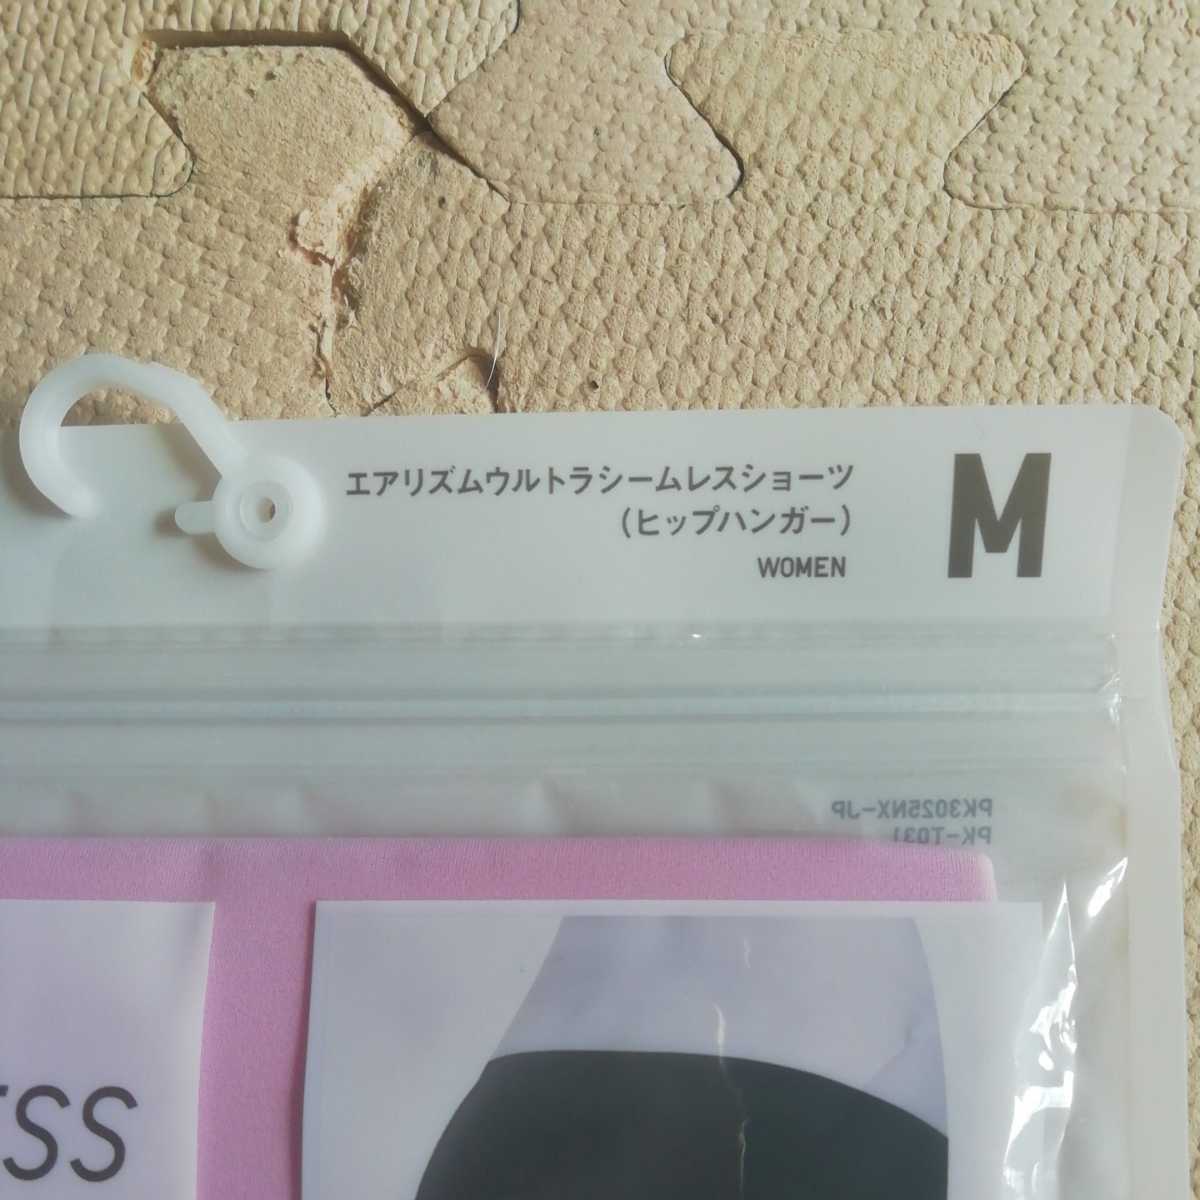 エアリズムウルトラシームレスショーツ
(ヒップハンガー)
WOMEN
M
PK3025NX-JP
PK-T031
ESS